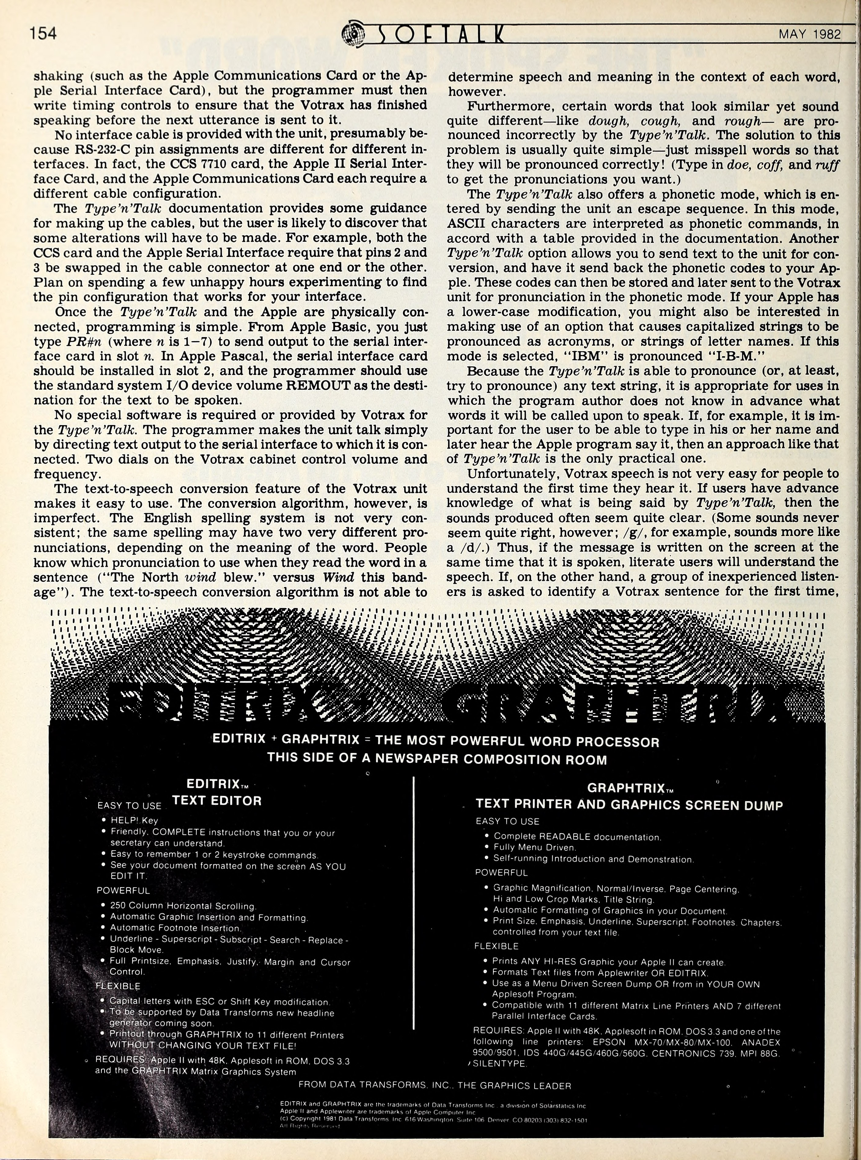 154
SOFTALK
MAY 1982
shaking (such as the Apple Communications Card or the Ap-
ple Serial Interface Card), but the programmer must then
write timing controls to ensure that the Votrax has finished
speaking before the next utterance is sent to it.
No interface cable is provided with the unit, presumably be-
cause RS-232-C pin assignments are different for different in-
terfaces. In fact, the CCS 7710 card, the Apple II Serial Inter-
face Card, and the Apple Communications Card each require a
different cable configuration.
The Type'n'Talk documentation provides some guidance
for making up the cables, but the user is likely to discover that
some alterations will have to be made. For example, both the
CCS card and the Apple Serial Interface require that pins 2 and
3 be swapped in the cable connector at one end or the other.
Plan on spending a few unhappy hours experimenting to find
the pin configuration that works for your interface.
Once the Type'n'Talk and the Apple are physically con-
nected, programming is simple. From Apple Basic, you just
type PR#n (where n is 1–7) to send output to the serial inter-
face card in slot n. In Apple Pascal, the serial interface card
should be installed in slot 2, and the programmer should use
the standard system I/O device volume REMOUT as the desti-
nation for the text to be spoken.
No special software is required or provided by Votrax for
the Type'n'Talk. The programmer makes the unit talk simply
by directing text output to the serial interface to which it is con-
nected. Two dials on the Votrax cabinet control volume and
frequency.
The text-to-speech conversion feature of the Votrax unit
makes it easy to use. The conversion algorithm, however, is
imperfect. The English spelling system is not very con-
sistent; the same spelling may have two very different pro-
nunciations, depending on the meaning of the word. People
know which pronunciation to use when they read the word in a
sentence ("The North wind blew." versus Wind this band-
age"). The text-to-speech conversion algorithm is not able to
determine speech and meaning in the context of each word,
however.
Furthermore, certain words that look similar yet sound
quite different—like dough, cough, and rough— are pro-
nounced incorrectly by the Type'n'Talk. The solution to this
problem is usually quite simple—just misspell words so that
they will be pronounced correctly! (Type in doe, coff, and ruff
to get the pronunciations you want.)
The Type'n'Talk also offers a phonetic mode, which is en-
tered by sending the unit an escape sequence. In this mode,
ASCII characters are interpreted as phonetic commands, in
accord with a table provided in the documentation. Another
Type'n'Talk option allows you to send text to the unit for con-
version, and have it send back the phonetic codes to your Ap-
ple. These codes can then be stored and later sent to the Votrax
unit for pronunciation in the phonetic mode. If your Apple has
a lower-case modification, you might also be interested in
making use of an option that causes capitalized strings to be
pronounced as acronyms, or strings of letter names. If this
mode is selected, "IBM" is pronounced "I-B-M."
Because the Type'n'Talk is able to pronounce (or, at least,
try to pronounce) any text string, it is appropriate for uses in
which the program author does not know in advance what
words it will be called upon to speak. If, for example, it is im-
portant for the user to be able to type in his or her name and
later hear the Apple program say it, then an approach like that
of Type'n'Talk is the only practical one.
Unfortunately, Votrax speech is not very easy for people to
understand the first time they hear it. If users have advance
knowledge of what is being said by Type'n'Talk, then the
sounds produced often seem quite clear. (Some sounds never
seem quite right, however; /g/, for example, sounds more like
a /d/.) Thus, if the message is written on the screen at the
same time that it is spoken, literate users will understand the
speech. If, on the other hand, a group of inexperienced listen-
ers is asked to identify a Votrax sentence for the first time,
EDITRIX + GRAPHTRIX
EDITRIX + GRAPHTRIX = THE MOST POWERFUL WORD PROCESSOR
THIS SIDE OF A NEWSPAPER COMPOSITION ROOM
EDITRIX™
TEXT EDITOR
EASY TO USE
• HELP! Key
• Friendly, COMPLETE instructions that you or your
secretary can understand.
• Easy to remember 1 or 2 keystroke commands.
• See your document formatted on the screen AS YOU
EDIT IT.
POWERFUL
• 250 Column Horizontal Scrolling.
• Automatic Graphic Insertion and Formatting.
• Automatic Footnote Insertion.
• Underline - Superscript - Subscript - Search - Replace -
Block Move.
• Full Printsize, Emphasis, Justify, Margin and Cursor
Control.
FLEXIBLE
• Capital letters with ESC or Shift Key modification.
• To be supported by Data Transforms new headline
generator coming soon.
• Printout through GRAPHTRIX to 11 different Printers
WITHOUT CHANGING YOUR TEXT FILE!
REQUIRES: Apple II with 48K, Applesoft in ROM, DOS 3.3
and the GRAPHTRIX Matrix Graphics System
GRAPHTRIX™
TEXT PRINTER AND GRAPHICS SCREEN DUMP
EASY TO USE
• Complete READABLE documentation.
• Fully Menu Driven.
• Self-running Introduction and Demonstration.
POWERFUL
• Graphic Magnification, Normal/Inverse, Page Centering,
Hi and Low Crop Marks, Title String.
• Automatic Formatting of Graphics in your Document.
• Print Size, Emphasis, Underline, Superscript, Footnotes, Chapters,
controlled from your text file.
FLEXIBLE
• Prints ANY HI-RES Graphic your Apple II can create.
• Formats Text files from Applewriter OR EDITRIX.
• Use as a Menu Driven Screen Dump OR from in YOUR OWN
Applesoft Program.
• Compatible with 11 different Matrix Line Printers AND 7 different
Parallel Interface Cards.
REQUIRES: Apple II with 48K, Applesoft in ROM, DOS 3.3 and one of the
following line printers: EPSON MX-70/MX-80/MX-100, ANADEX
9500/9501, IDS 440G/445G/460G/560G, CENTRONICS 739, MPI 88G,
SILENTYPE.
FROM DATA TRANSFORMS, INC., THE GRAPHICS LEADER
EDITRIX and GRAPHTRIX are the trademarks of Data Transforms Inc., a division of Solarstatics Inc.
Apple II and Applewriter are trademarks of Apple Computer Inc.
(c) Copyright 1981 Data Transforms, Inc. 616 Washington, Suite 106, Denver, CO 80203 (303) 832-1501
All Rights Reserved